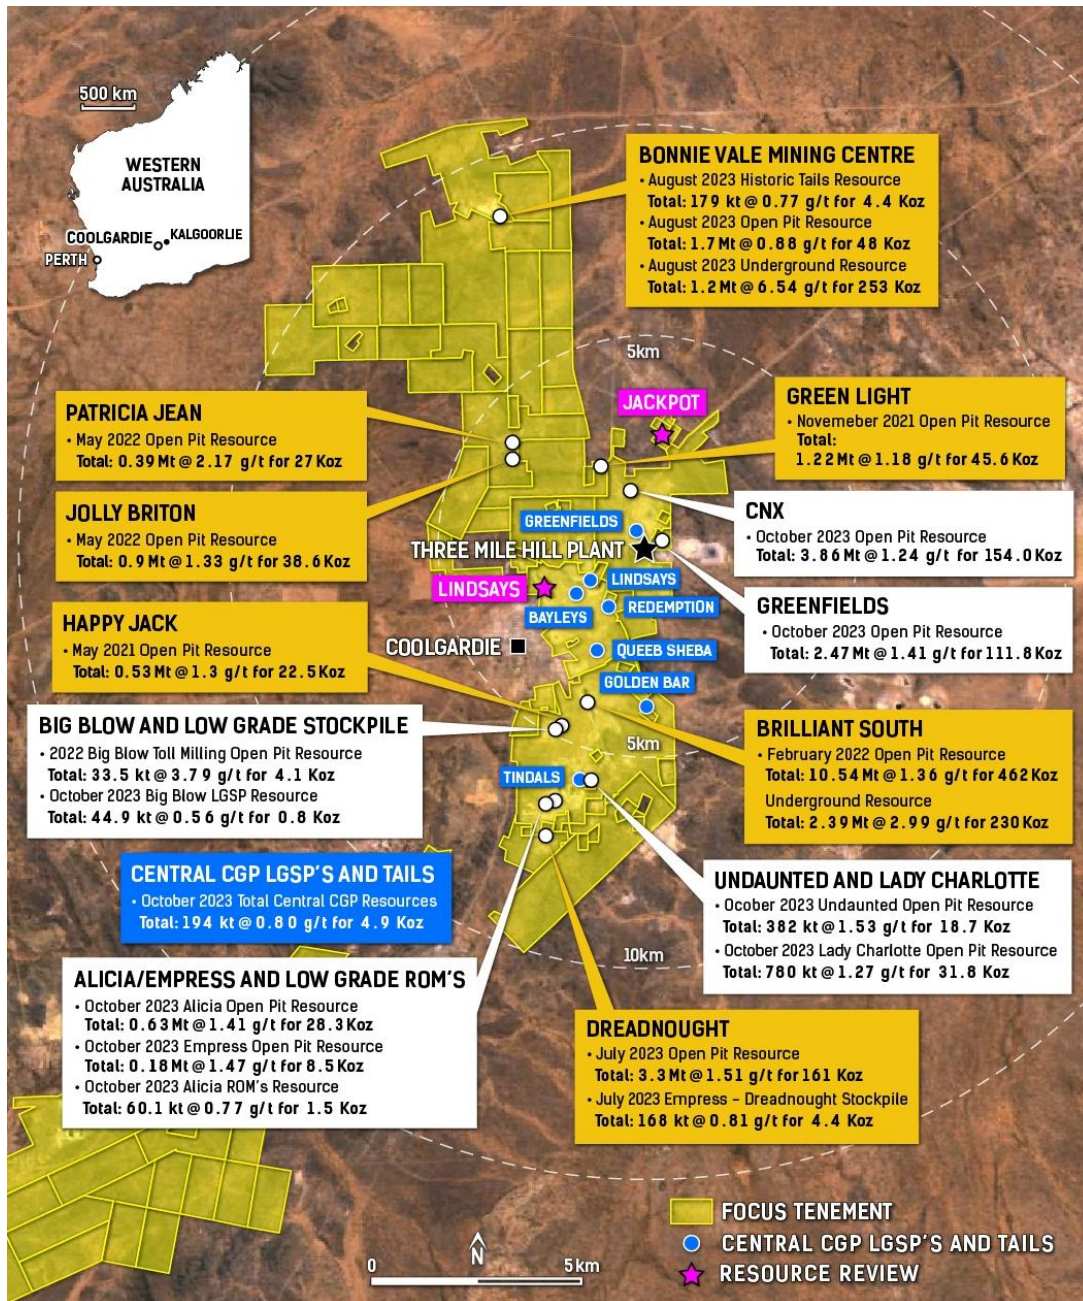 500 km
WESTERN
AUSTRALIA
COOLGARDIE
KALGOORLIE
PERTH
BONNIE VALE MINING CENTRE
• August 2023 Historic Tails Resource
Total: 179 kt @ 0.77 g/t for 4.4 Koz
• August 2023 Open Pit Resource
Total: 1.7 Mt @ 0.88 g/t for 48 Koz
• August 2023 Underground Resource
Total: 1.2 Mt @ 6.54 g/t for 253 Koz
5km
JACKPOT
PATRICIA JEAN
• May 2022 Open Pit Resource
Total: 0.39 Mt @ 2.17 g/t for 27 Koz
GREEN LIGHT
• Novemeber 2021 Open Pit Resource
Total:
1.22 Mt @ 1.18 g/t for 45.6 Koz
JOLLY BRITON
• May 2022 Open Pit Resource
Total: 0.9 Mt @ 1.33 g/t for 38.6 Koz
CNX
• October 2023 Open Pit Resource
Total: 3.86 Mt @ 1.24 g/t for 154.0 Koz
GREENFIELDS
THREE MILE HILL PLANT
LINDSAYS
LINDSAYS
BAYLEYS
REDEMPTION
GREENFIELDS
• October 2023 Open Pit Resource
Total: 2.47 Mt @ 1.41 g/t for 111.8 Koz
HAPPY JACK
• May 2021 Open Pit Resource
Total: 0.53 Mt @ 1.3 g/t for 22.5 Koz
COOLGARDIE
QUEEB SHEBA
GOLDEN BAR
BIG BLOW AND LOW GRADE STOCKPILE
• 2022 Big Blow Toll Milling Open Pit Resource
Total: 33.5 kt @ 3.79 g/t for 4.1 Koz
• October 2023 Big Blow LGSP Resource
Total: 44.9 kt @ 0.56 g/t for 0.8 Koz
5km
TINDALS
BRILLIANT SOUTH
• February 2022 Open Pit Resource
Total: 10.54 Mt @ 1.36 g/t for 462 Koz
Underground Resource
Total: 2.39 Mt @ 2.99 g/t for 230 Koz
CENTRAL CGP LGSP'S AND TAILS
• October 2023 Total Central CGP Resources
Total: 194 kt @ 0.80 g/t for 4.9 Koz
UNDAUNTED AND LADY CHARLOTTE
• Ocober 2023 Undaunted Open Pit Resource
Total: 382 kt @ 1.53 g/t for 18.7 Koz
• October 2023 Lady Charlotte Open Pit Resource
Total: 780 kt @ 1.27 g/t for 31.8 Koz
10km
ALICIA/EMPRESS AND LOW GRADE ROM'S
• October 2023 Alicia Open Pit Resource
Total: 0.63 Mt @ 1.41 g/t for 28.3 Koz
• October 2023 Empress Open Pit Resource
Total: 0.18 Mt @ 1.47 g/t for 8.5 Koz
• October 2023 Alicia ROM's Resource
Total: 60.1 kt @ 0.77 g/t for 1.5 Koz
DREADNOUGHT
• July 2023 Open Pit Resource
Total: 3.3 Mt @ 1.51 g/t for 161 Koz
• July 2023 Empress – Dreadnought Stockpile
Total: 168 kt @ 0.81 g/t for 4.4 Koz
FOCUS TENEMENT
CENTRAL CGP LGSP'S AND TAILS
RESOURCE REVIEW
N
0
5km